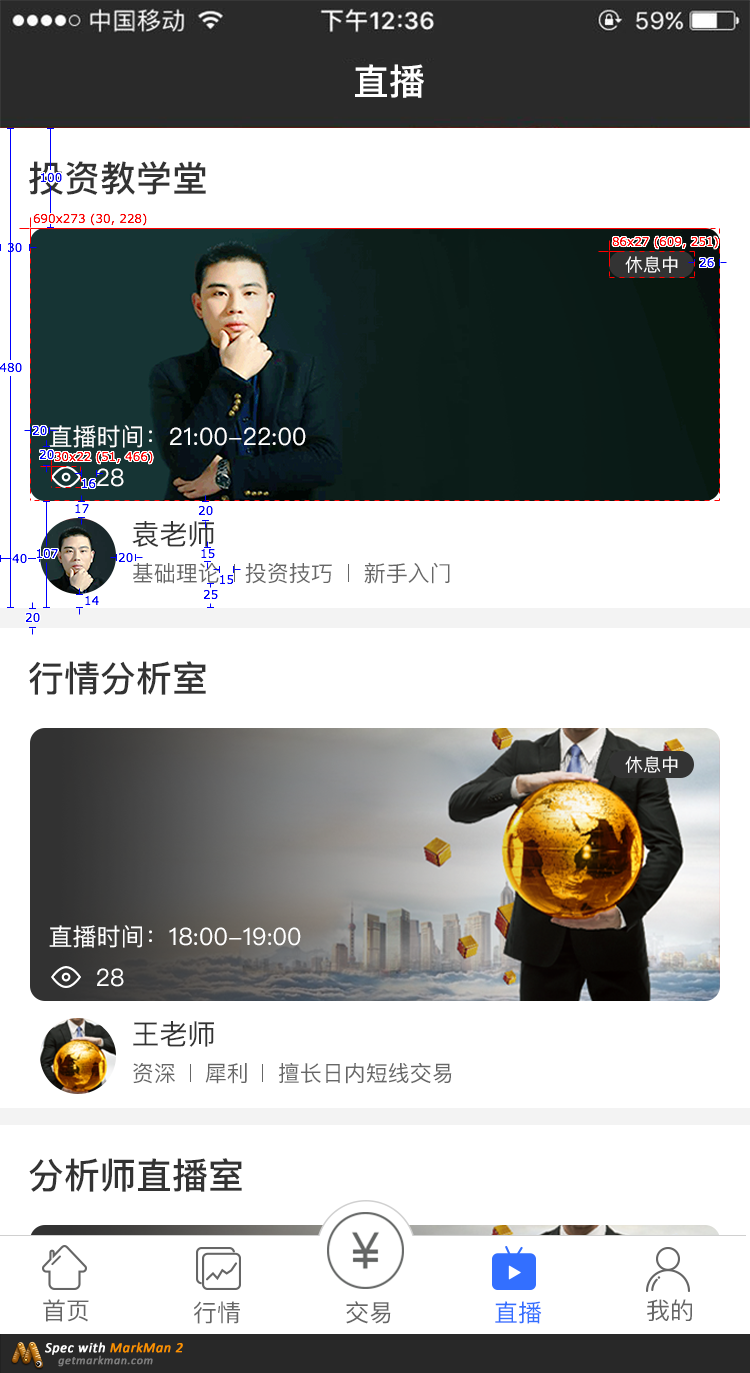 中国移动 下午12:36 59%
直播
100
投资教学堂
690x273 (30, 228)
30
86x27 (609, 251)
休息中
26
480
20
直播时间：21:00-22:00
20
30x22 (51, 466)
16
28
17
20
袁老师
40
107
20
15
基础理论 投资技巧 | 新手入门
15
25
14
20
行情分析室
休息中
直播时间：18:00-19:00
28
王老师
资深 | 犀利 | 擅长日内短线交易
分析师直播室
¥
首页 行情 交易 直播 我的
Spec with MarkMan 2
getmarkman.com